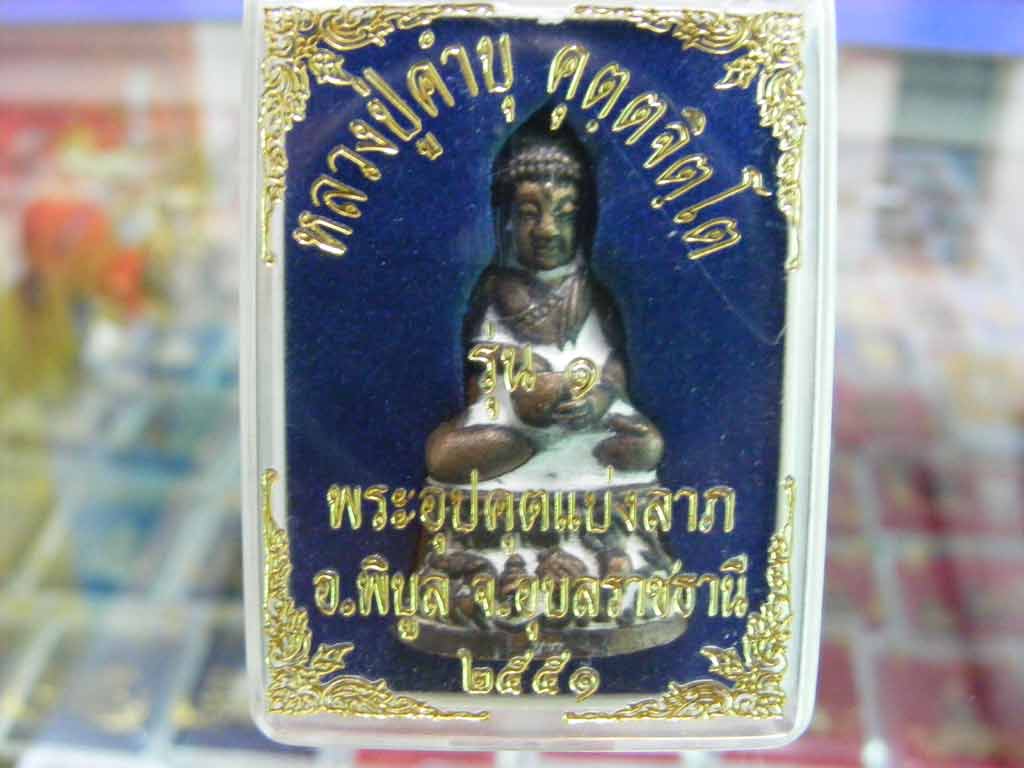 หลวงปู่คำบุ คุตฺตจิตฺโต
รุ่น ๑
พระอุปคุตแบ่งลาภ
อ.พิบูล จ.อุบลราชธานี
๒๕๕๑